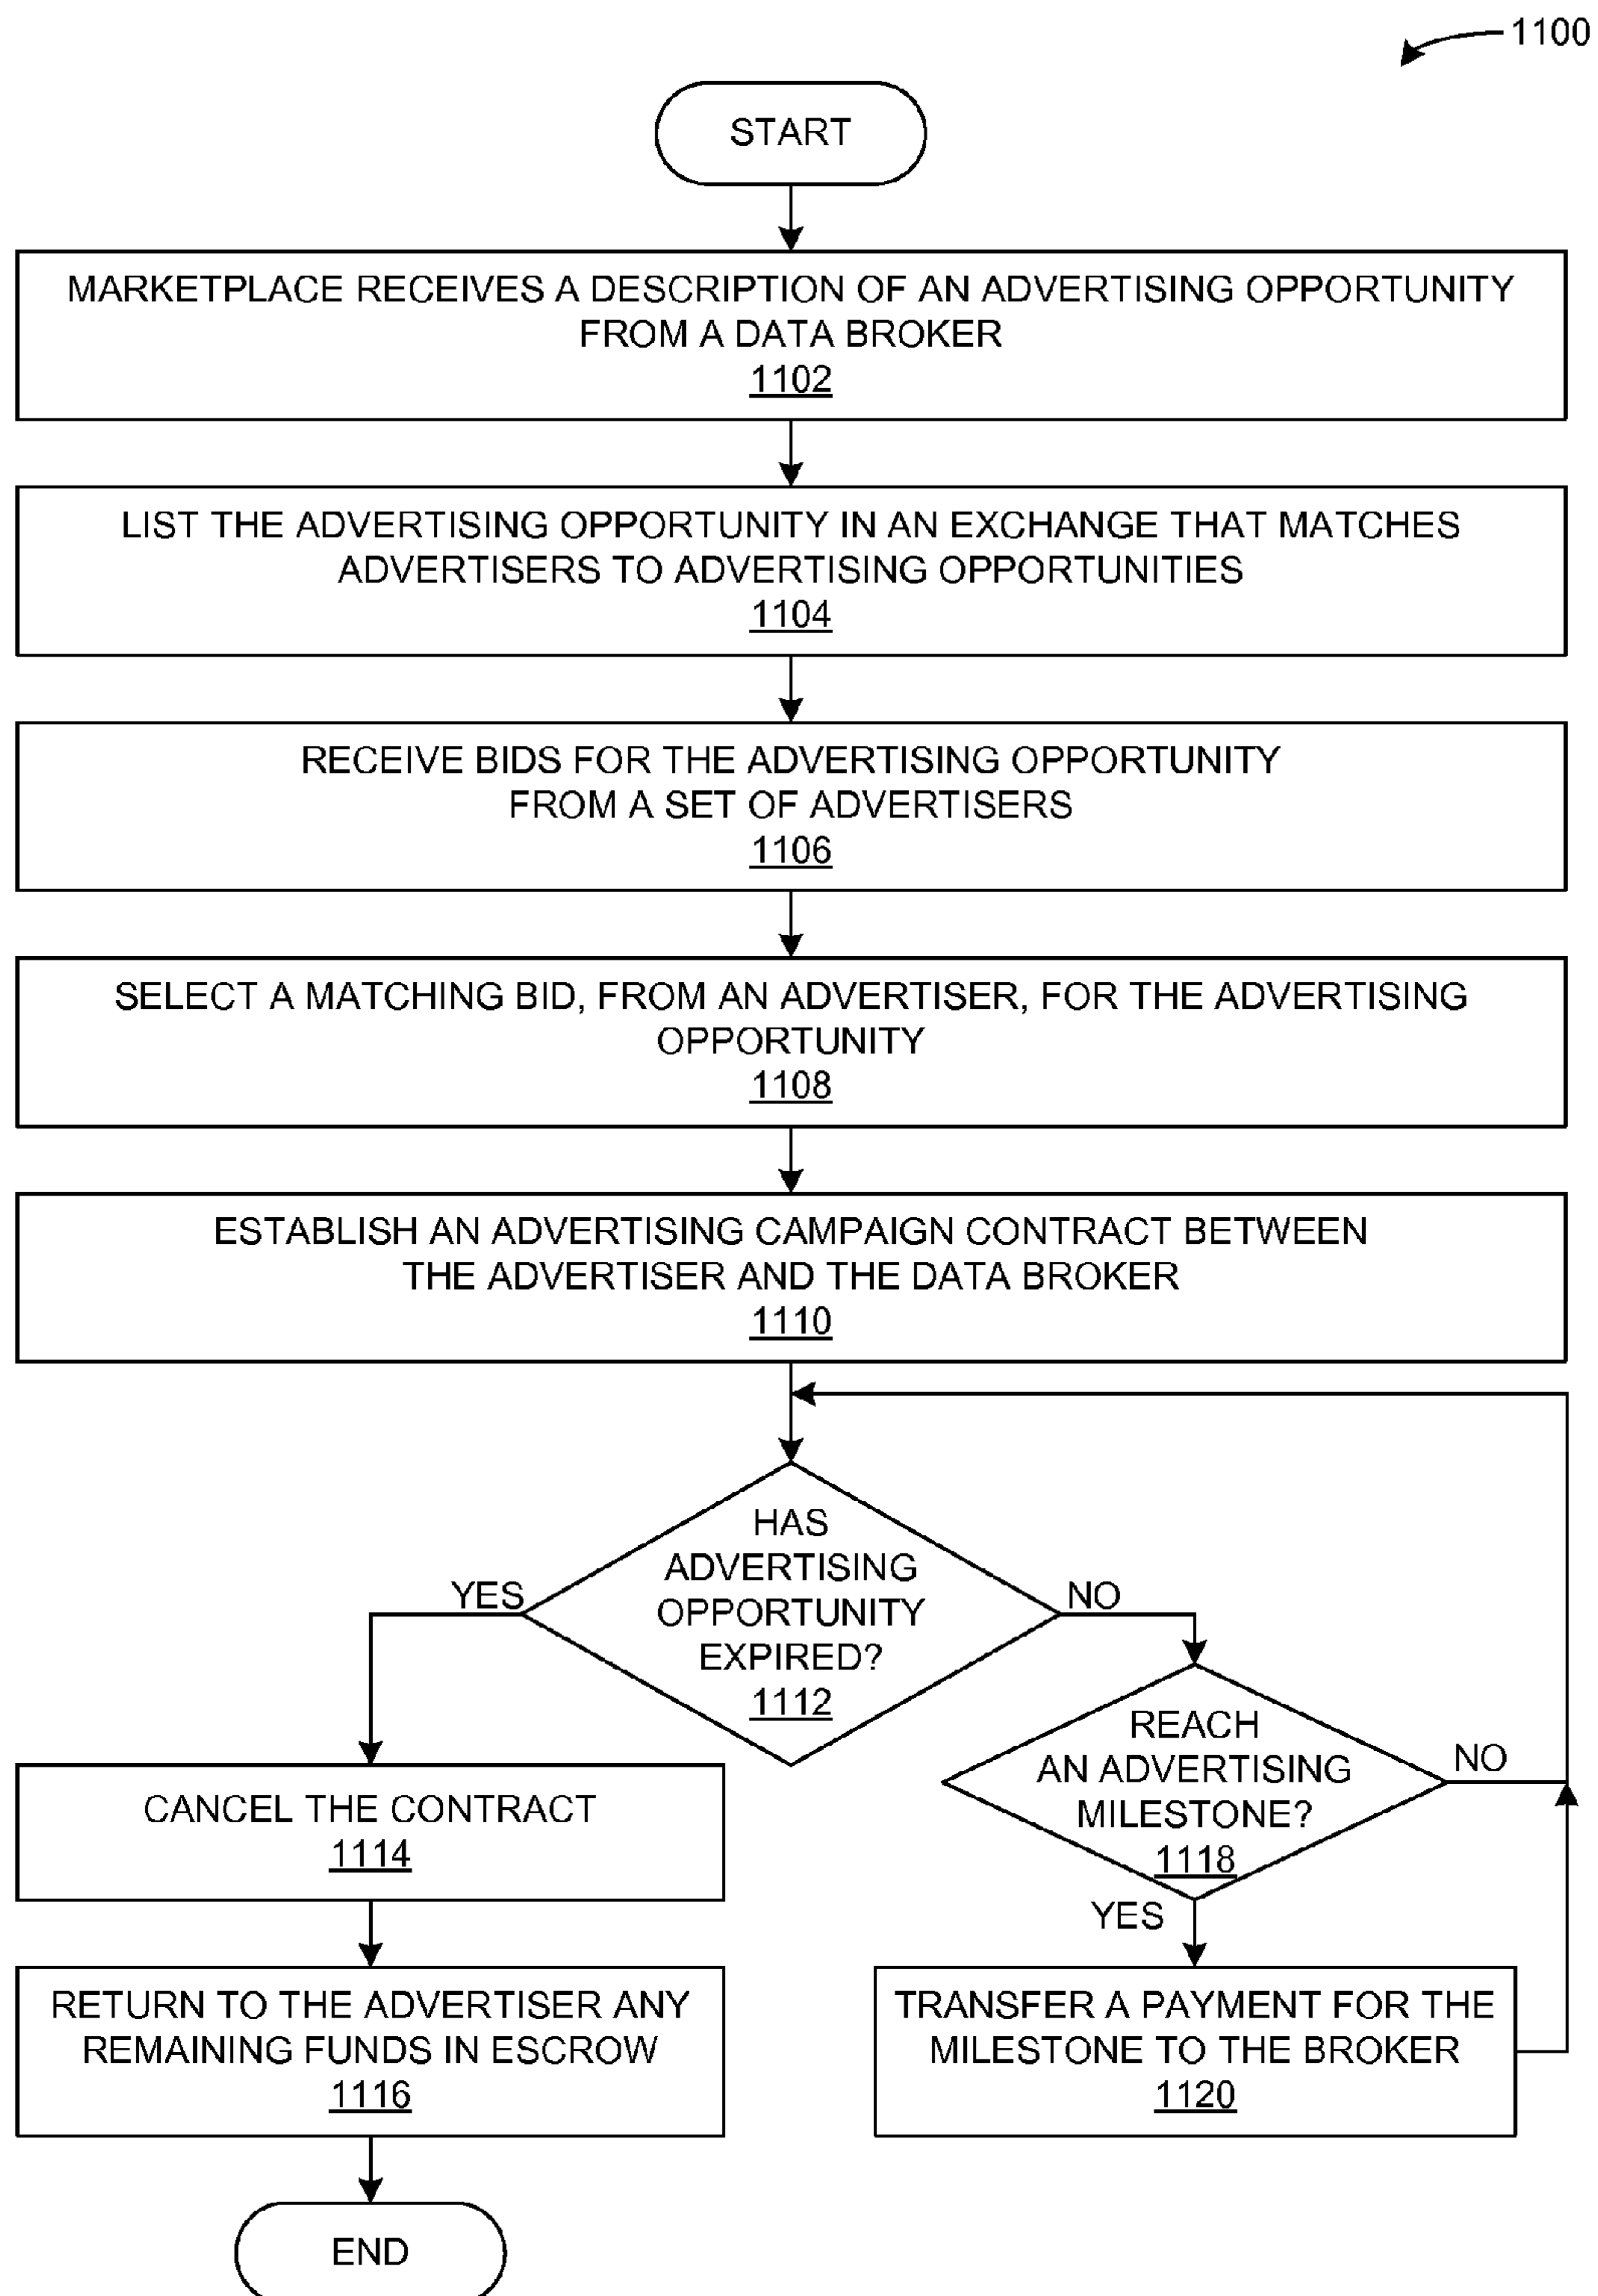 1100
START
MARKETPLACE RECEIVES A DESCRIPTION OF AN ADVERTISING OPPORTUNITY
FROM A DATA BROKER
1102
LIST THE ADVERTISING OPPORTUNITY IN AN EXCHANGE THAT MATCHES
ADVERTISERS TO ADVERTISING OPPORTUNITIES
1104
RECEIVE BIDS FOR THE ADVERTISING OPPORTUNITY
FROM A SET OF ADVERTISERS
1106
SELECT A MATCHING BID, FROM AN ADVERTISER, FOR THE ADVERTISING
OPPORTUNITY
1108
ESTABLISH AN ADVERTISING CAMPAIGN CONTRACT BETWEEN
THE ADVERTISER AND THE DATA BROKER
1110
HAS
ADVERTISING
OPPORTUNITY
EXPIRED?
1112
YES
NO
CANCEL THE CONTRACT
1114
REACH
AN ADVERTISING
MILESTONE?
1118
NO
YES
RETURN TO THE ADVERTISER ANY
REMAINING FUNDS IN ESCROW
1116
TRANSFER A PAYMENT FOR THE
MILESTONE TO THE BROKER
1120
END